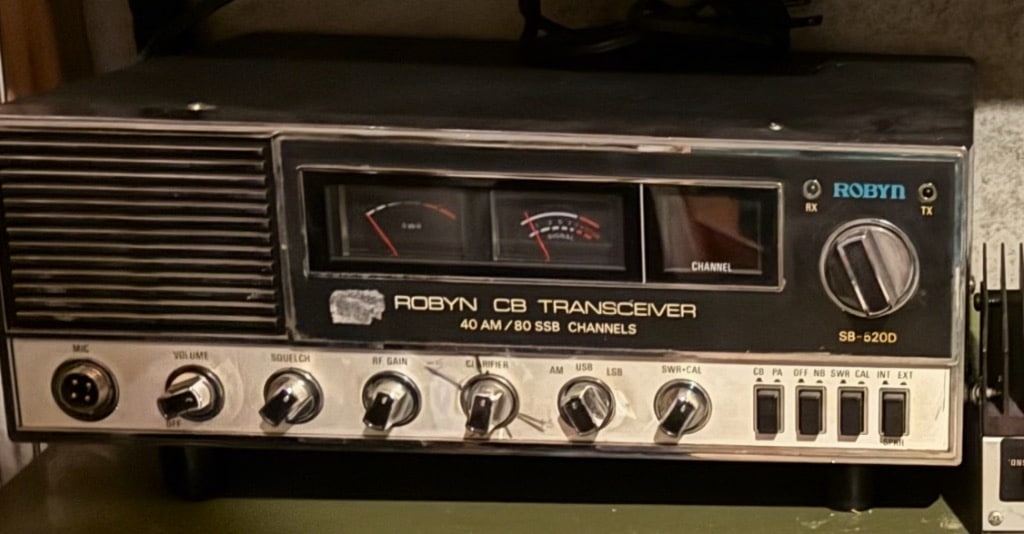 ROBYN
RX
TX
SIGNAL
CHANNEL
ROBYN CB TRANSCEIVER
40 AM/80 SSB CHANNELS
SB-520D
MIC
VOLUME
OFF
SQUELCH
RF GAIN
CLARIFIER
AM USB LSB
SWR-CAL
CB PA OFF NB SWR CAL INT EXT
SPKR